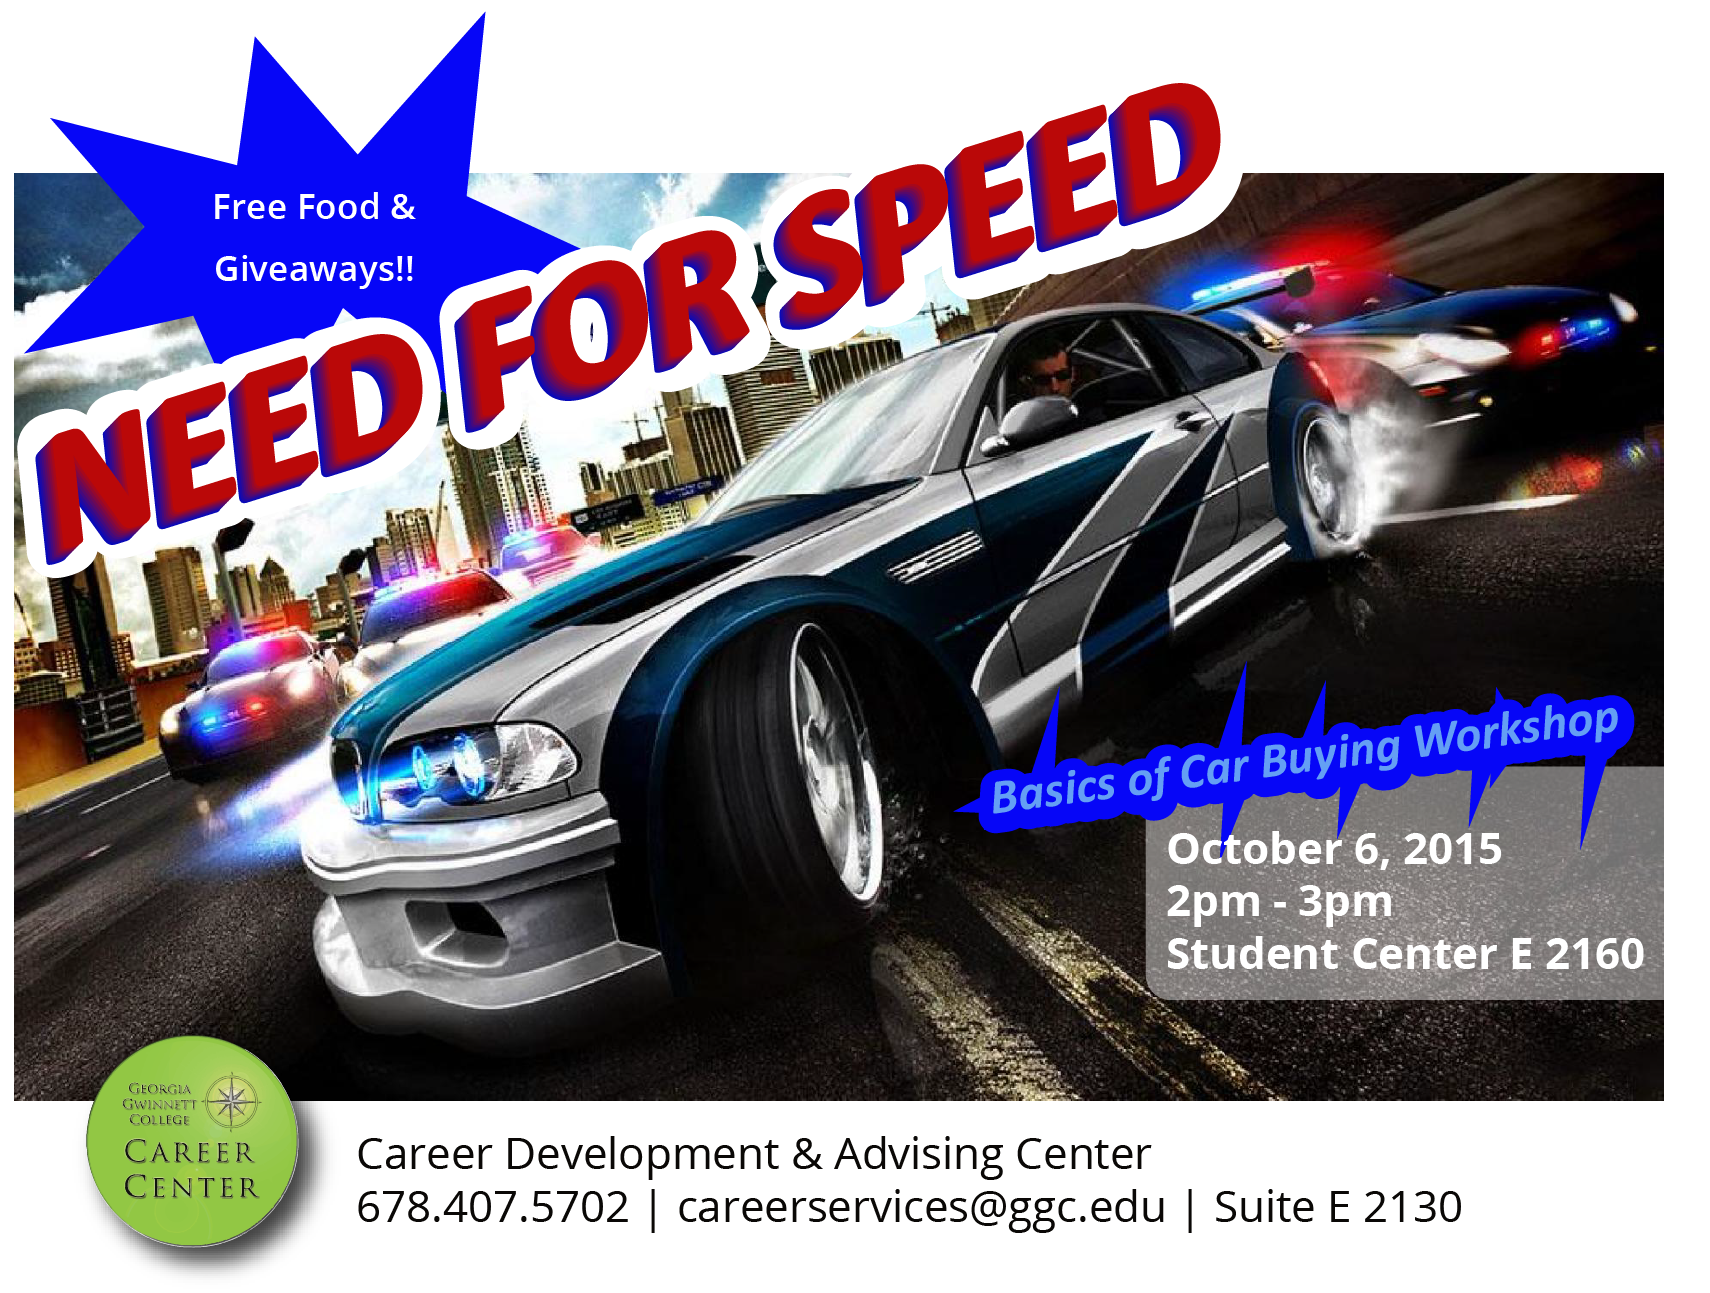 Free Food &
Giveaways!!
NEED FOR SPEED
Basics of Car Buying Workshop
October 6, 2015
2pm - 3pm
Student Center E 2160
GEORGIA
GWINNETT
COLLEGE
CAREER
CENTER
Career Development & Advising Center
678.407.5702 | careerservices@ggc.edu | Suite E 2130